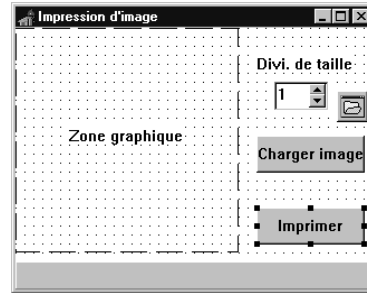 Impression d'image
Divi. de taille
1
Zone graphique
Charger image
Imprimer